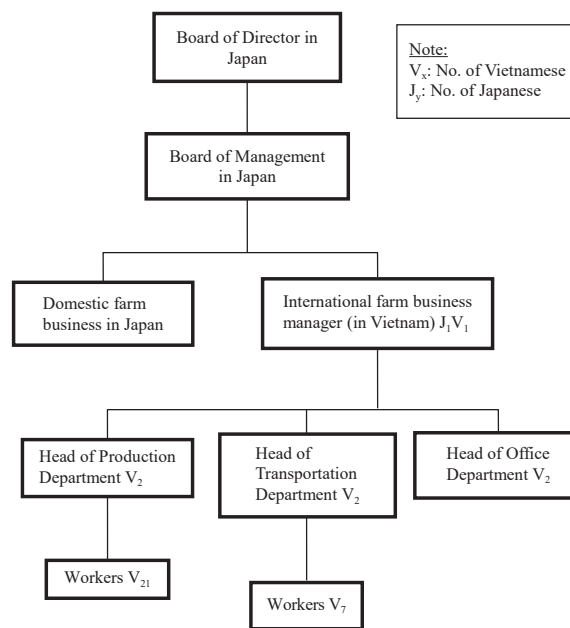 Board of Director in
Japan
Note:
Vₓ: No. of Vietnamese
Jᵧ: No. of Japanese
Board of Management
in Japan
Domestic farm
business in Japan
International farm business
manager (in Vietnam) J₁V₁
Head of Production
Department V₂
Head of
Transportation
Department V₂
Head of Office
Department V₂
Workers V₂₁
Workers V₇